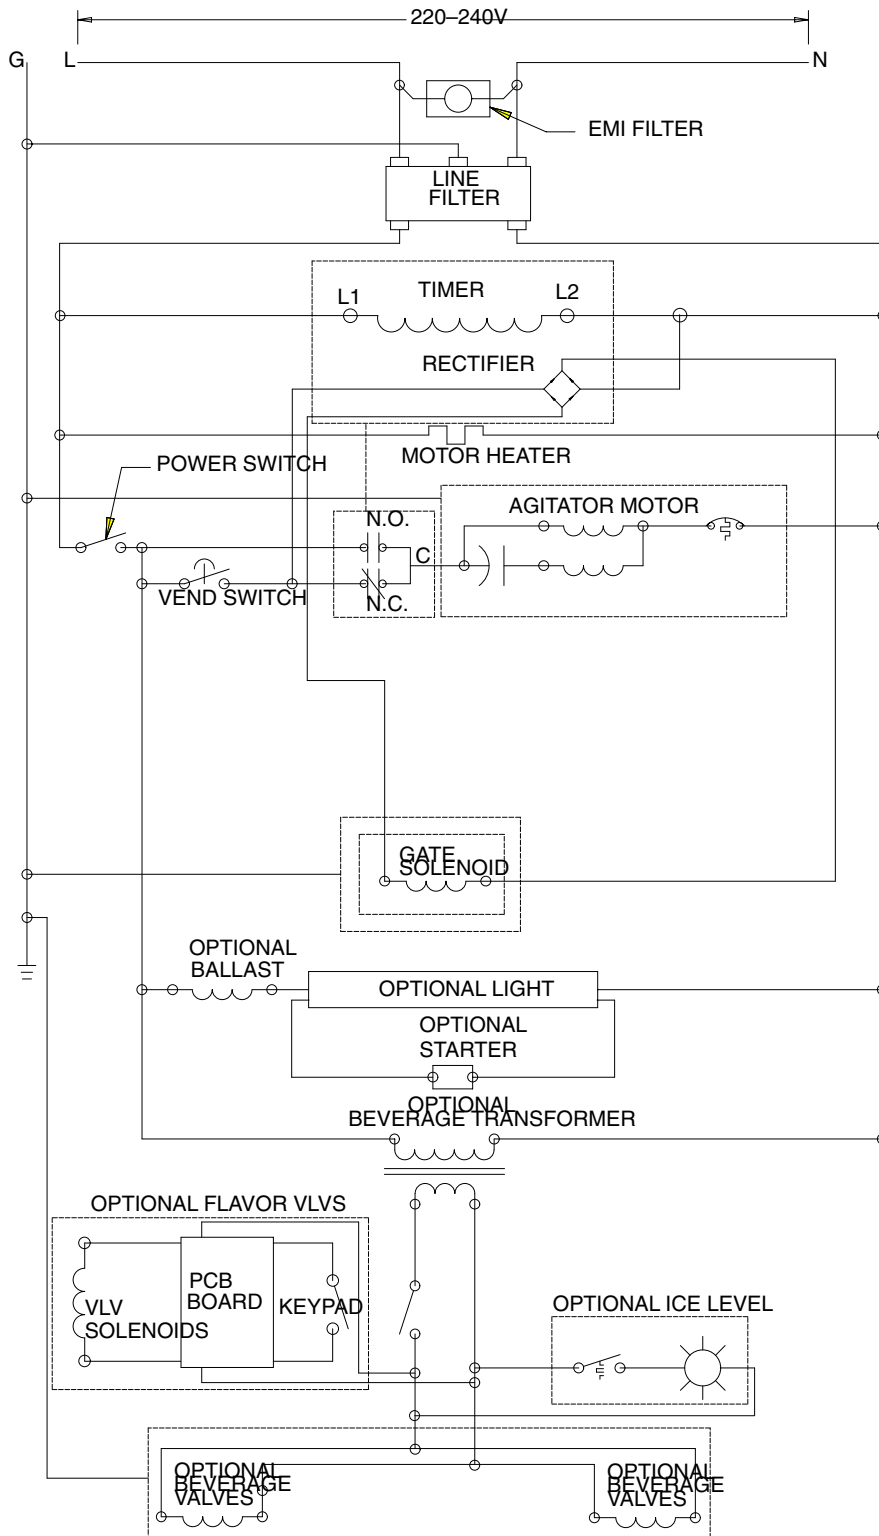 220–240V
G
L
N
EMI FILTER
LINE
FILTER
TIMER
L1
L2
RECTIFIER
MOTOR HEATER
POWER SWITCH
AGITATOR MOTOR
N.O.
C
N.C.
VEND SWITCH
GATE
SOLENOID
OPTIONAL
BALLAST
OPTIONAL LIGHT
OPTIONAL
STARTER
OPTIONAL
BEVERAGE TRANSFORMER
OPTIONAL FLAVOR VLVS
PCB
BOARD
KEYPAD
VLV
SOLENOIDS
OPTIONAL ICE LEVEL
OPTIONAL
BEVERAGE
VALVES
OPTIONAL
BEVERAGE
VALVES